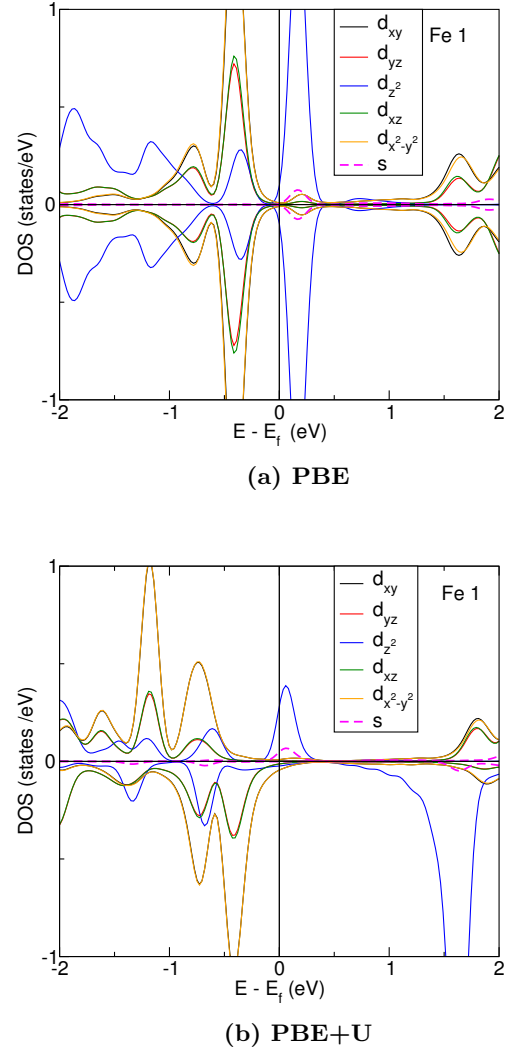 1
0
-1
DOS (states/eV)
d_xy
d_yz
d_z²
d_xz
d_x²-y²
s
Fe 1
-2 -1 0 1 2
E - E_f (eV)
(a) PBE
1
0
-1
DOS (states /eV)
d_xy
d_yz
d_z²
d_xz
d_x²-y²
s
Fe 1
-2 -1 0 1 2
E - E_f (eV)
(b) PBE+U